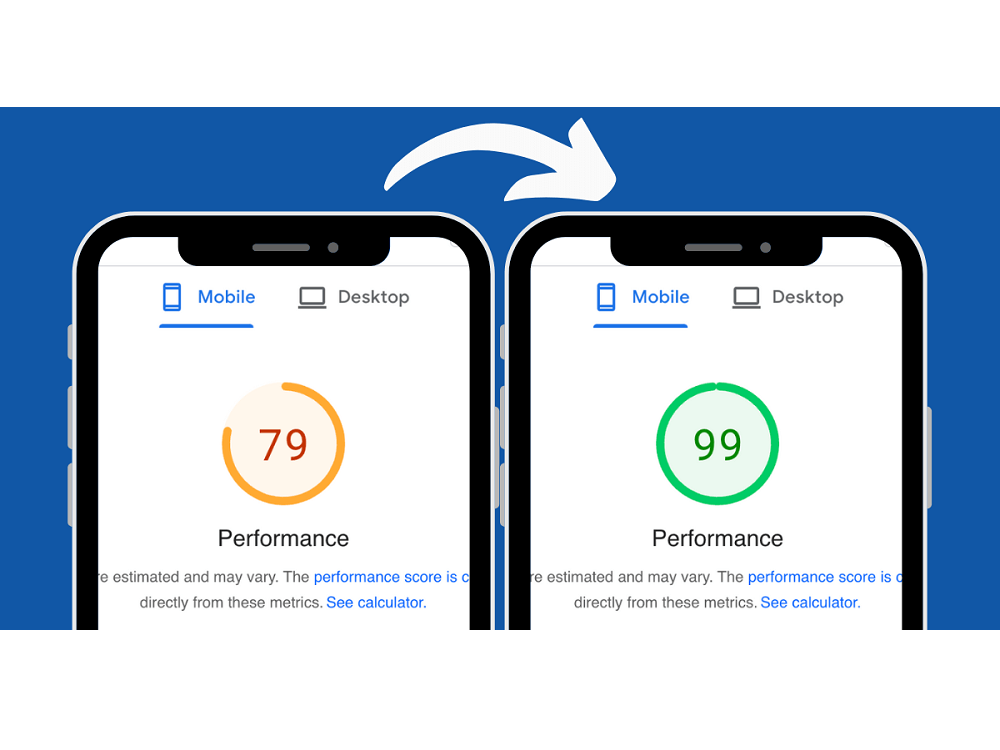 Mobile Desktop
79
Performance
re estimated and may vary. The performance score is c
directly from these metrics. See calculator.
Mobile Desktop
99
Performance
re estimated and may vary. The performance score is c
directly from these metrics. See calculator.